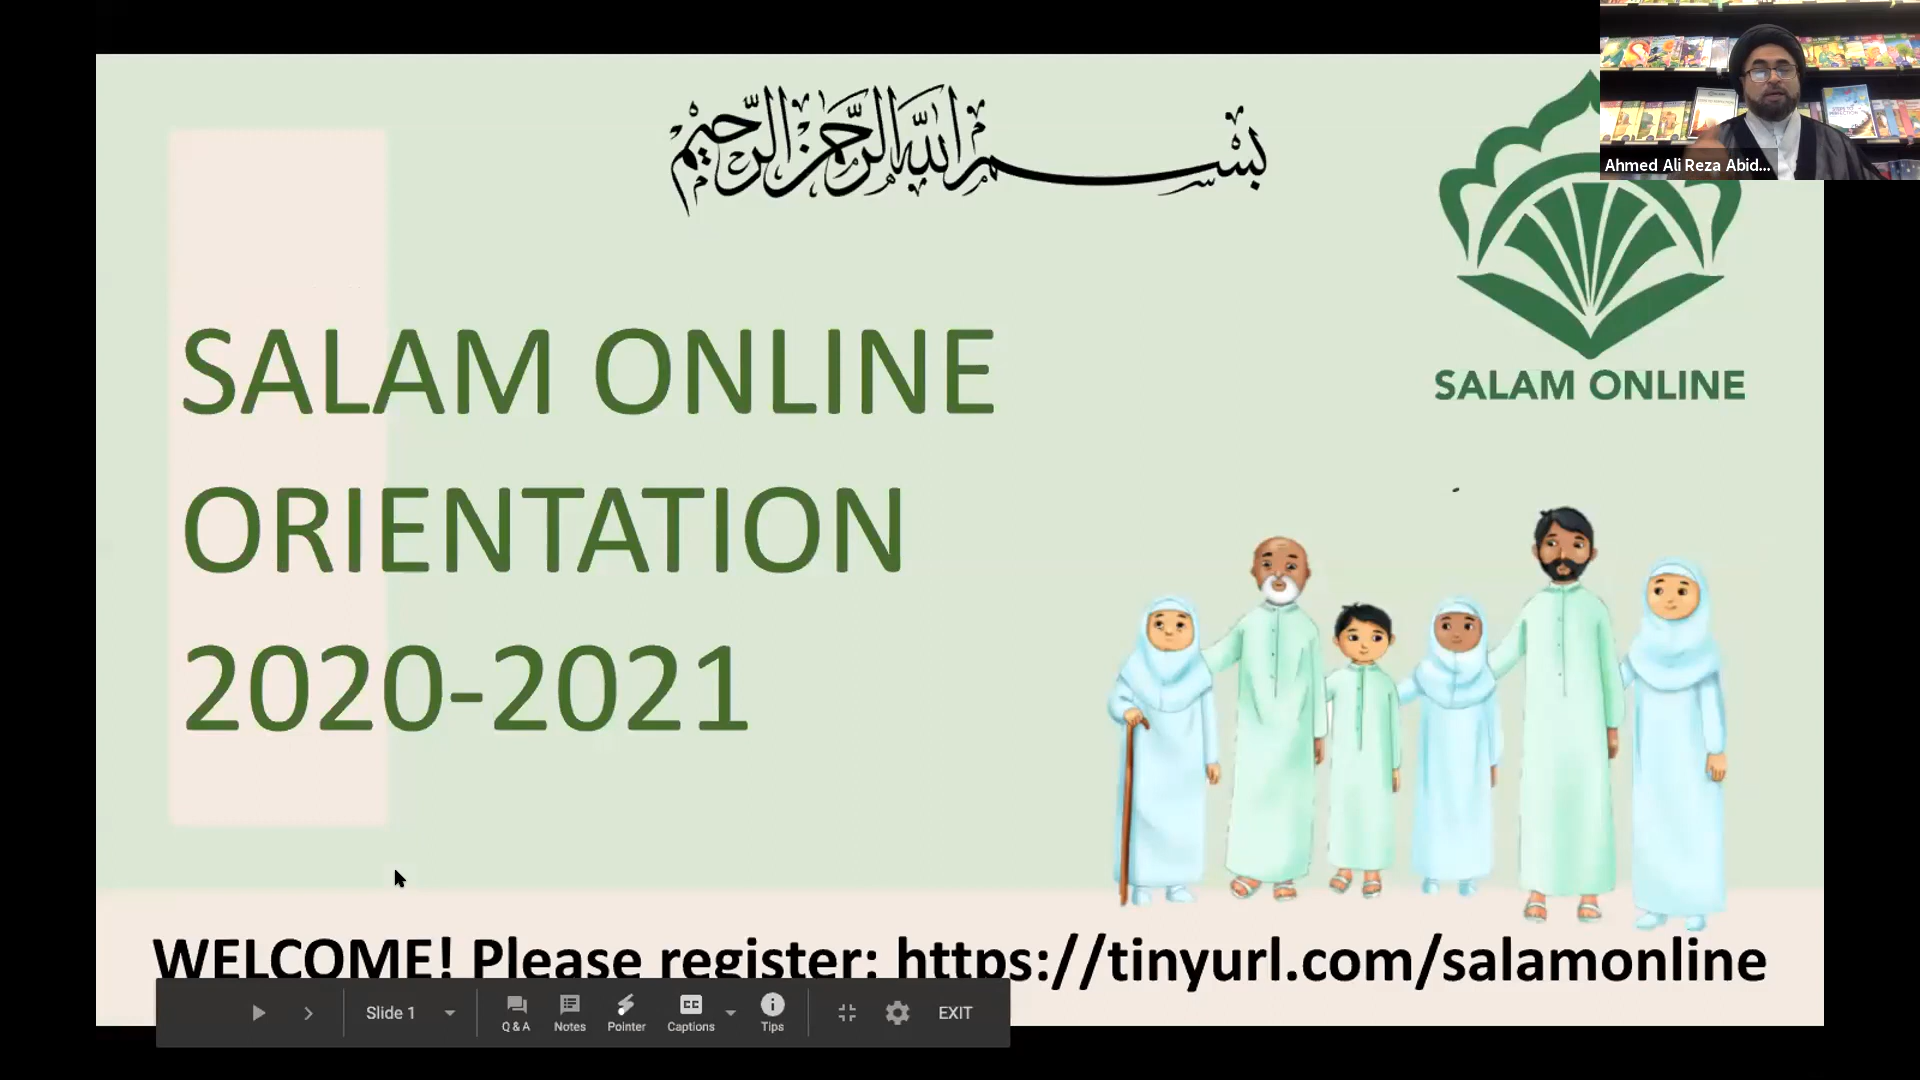 بسم الله الرحمن الرحيم
Ahmed Ali Reza Abid...
SALAM ONLINE
SALAM ONLINE
ORIENTATION
2020-2021
WELCOME! Please register: https://tinyurl.com/salamonline
Slide 1
Q & A
Notes
Pointer
CC
Captions
Tips
EXIT